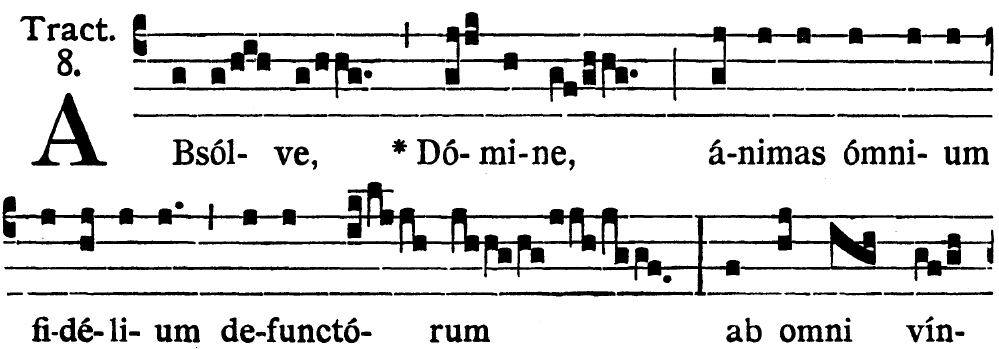 Tract.
8.
ABsól- ve, * Dó- mi-ne, á-nimas ómni- um
fi-dé-li- um de-functó- rum ab omni vín-